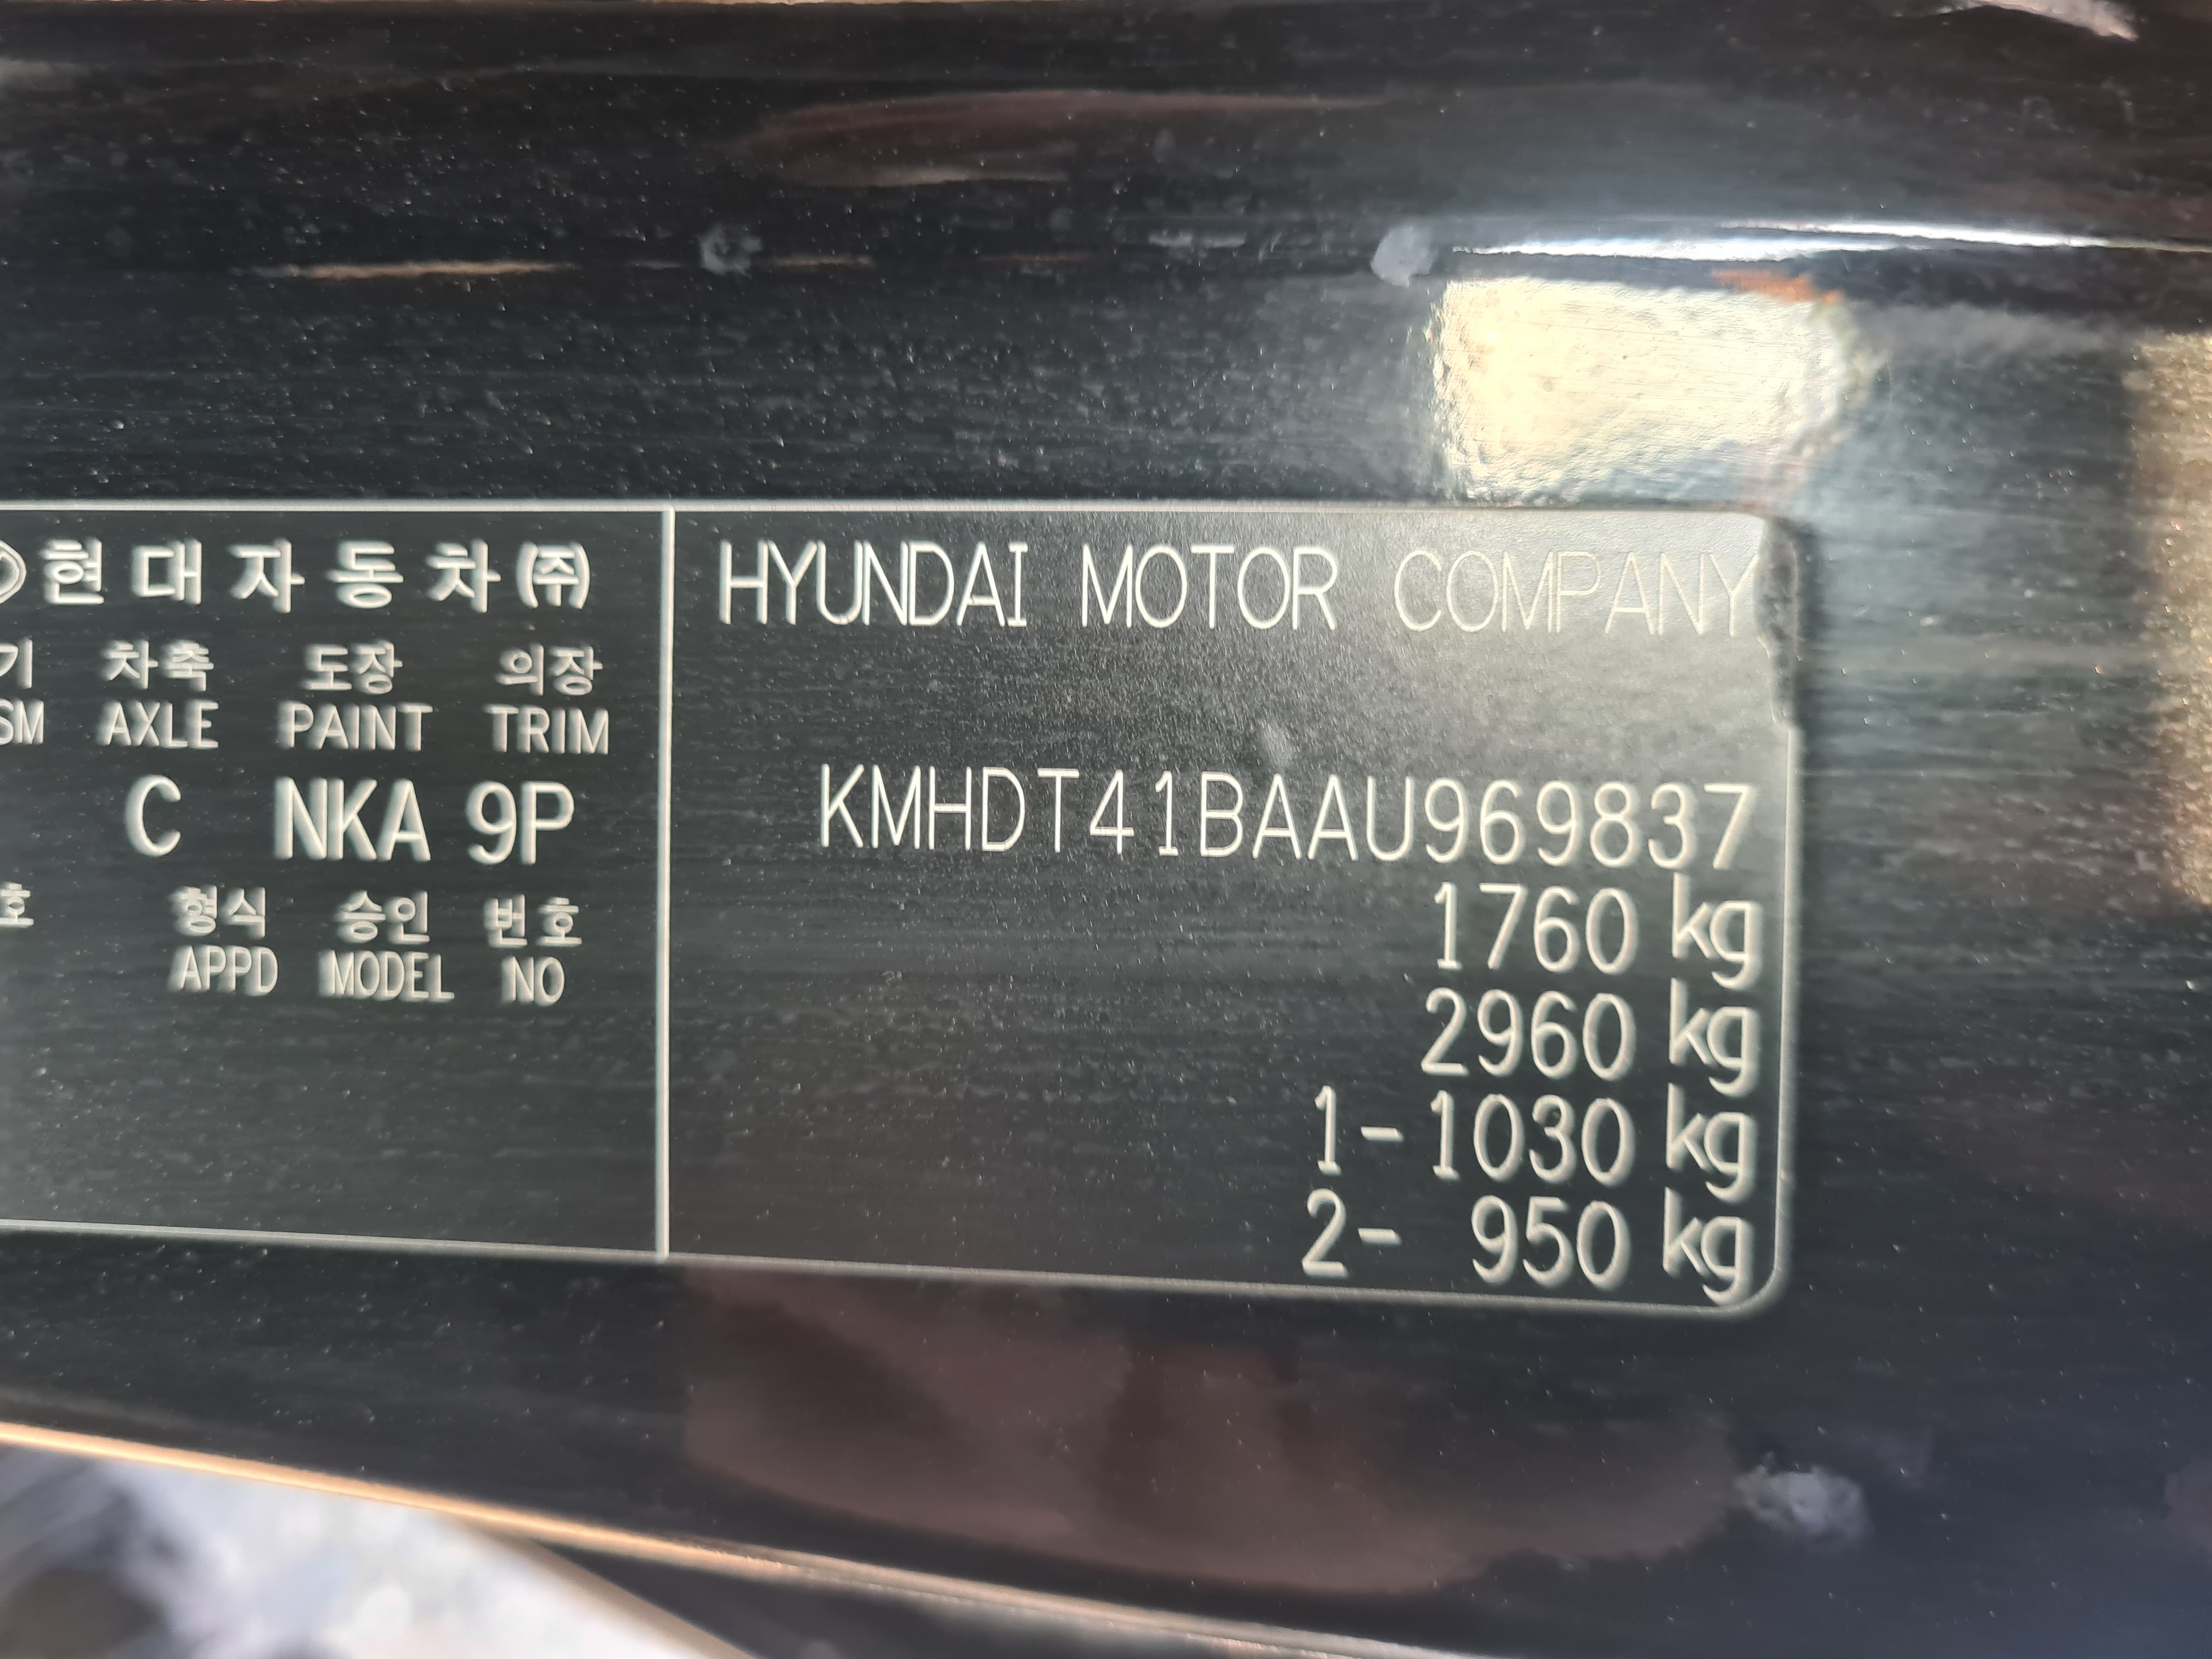 현대자동차㈜
기 차축 도장 의장
SM AXLE PAINT TRIM
C NKA 9P
호 형식 승인 번호
APPD MODEL NO
HYUNDAI MOTOR COMPANY
KMHDT41BAAU969837
1760 kg
2960 kg
1-1030 kg
2- 950 kg